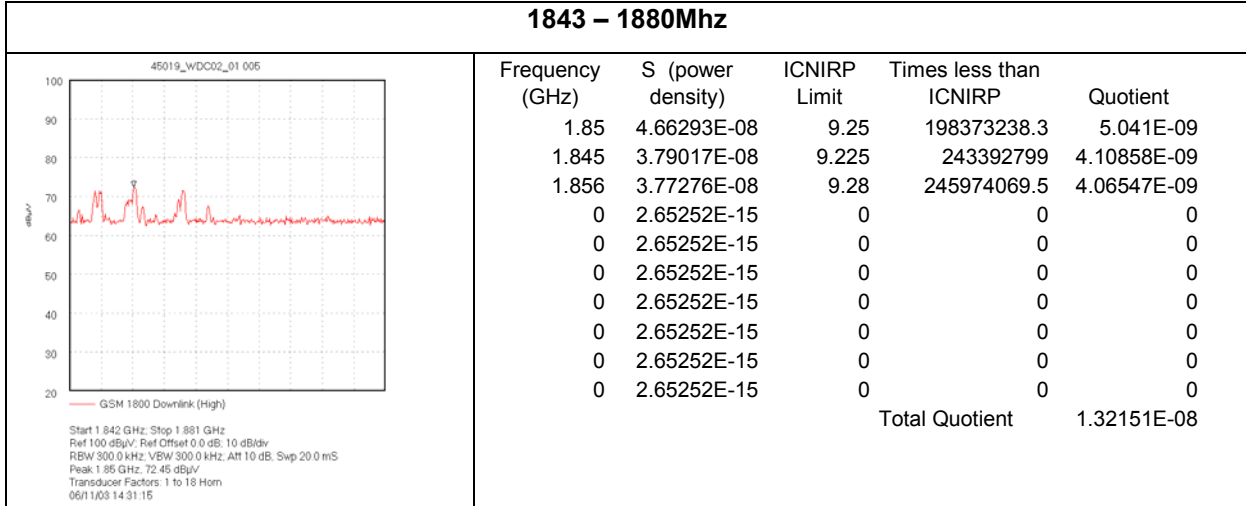 1843 – 1880Mhz
45019_WDC02_01 005
100
90
80
70
60
50
40
30
20
dBµV
GSM 1800 Downlink (High)
Start 1.842 GHz; Stop 1.881 GHz
Ref 100 dBµV; Ref Offset 0.0 dB; 10 dB/div
RBW 300.0 kHz; VBW 300.0 kHz; Att 10 dB; Swp 20.0 mS
Peak 1.85 GHz, 72.45 dBµV
Transducer Factors: 1 to 18 Horn
06/11/03 14:31:15
Frequency (GHz) S (power density) ICNIRP Limit Times less than ICNIRP Quotient
1.85 4.66293E-08 9.25 198373238.3 5.041E-09
1.845 3.79017E-08 9.225 243392799 4.10858E-09
1.856 3.77276E-08 9.28 245974069.5 4.06547E-09
0 2.65252E-15 0 0 0
0 2.65252E-15 0 0 0
0 2.65252E-15 0 0 0
0 2.65252E-15 0 0 0
0 2.65252E-15 0 0 0
0 2.65252E-15 0 0 0
0 2.65252E-15 0 0 0
Total Quotient 1.32151E-08